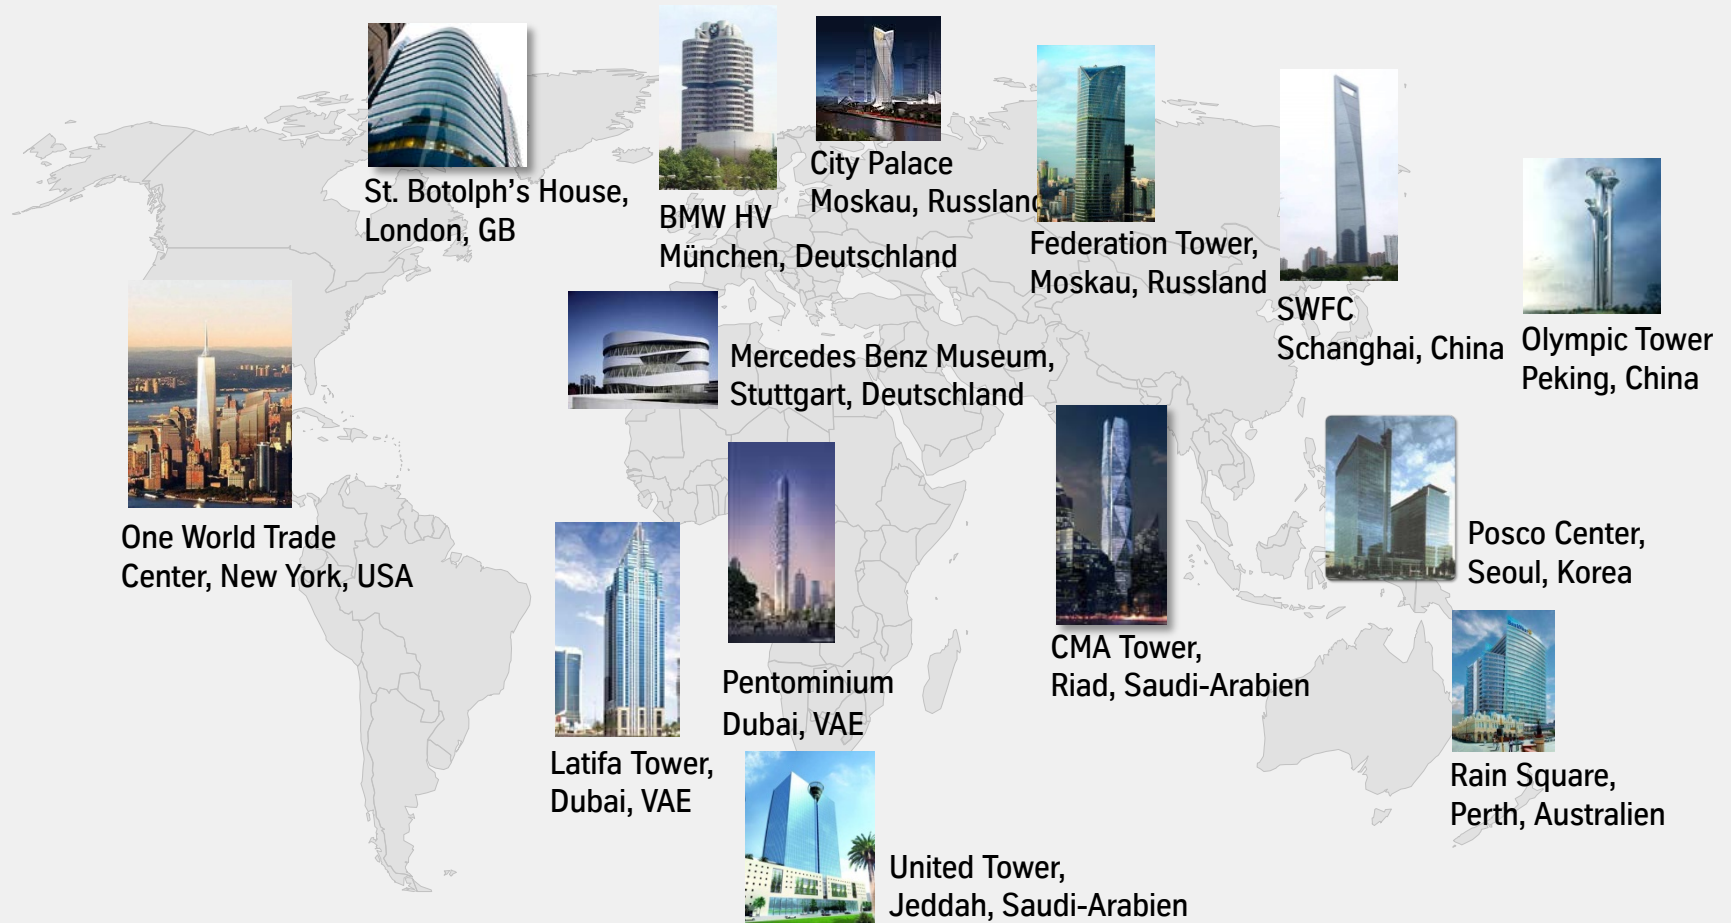 St. Botolph's House,
London, GB
BMW HV
München, Deutschland
City Palace
Moskau, Russland
Federation Tower,
Moskau, Russland
SWFC
Schanghai, China
Olympic Tower
Peking, China
One World Trade
Center, New York, USA
Mercedes Benz Museum,
Stuttgart, Deutschland
Latifa Tower,
Dubai, VAE
Pentominium
Dubai, VAE
United Tower,
Jeddah, Saudi-Arabien
CMA Tower,
Riad, Saudi-Arabien
Posco Center,
Seoul, Korea
Rain Square,
Perth, Australien